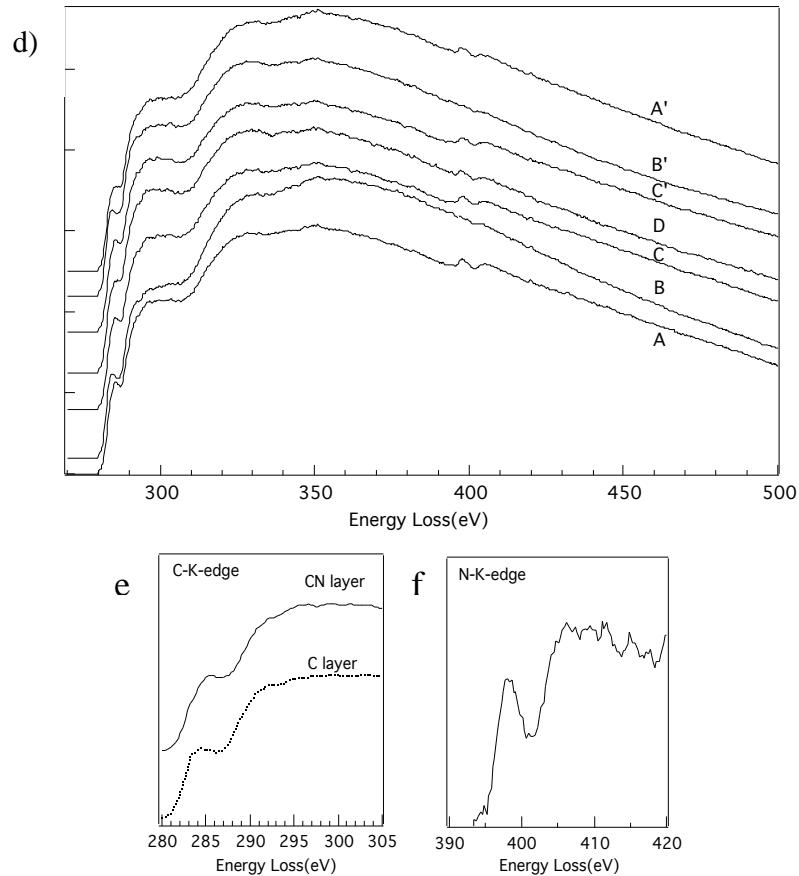 d)
A'
B'
C'
D
C
B
A
300 350 400 450 500
Energy Loss(eV)
e
C-K-edge
CN layer
C layer
280 285 290 295 300 305
Energy Loss(eV)
f
N-K-edge
390 400 410 420
Energy Loss(eV)